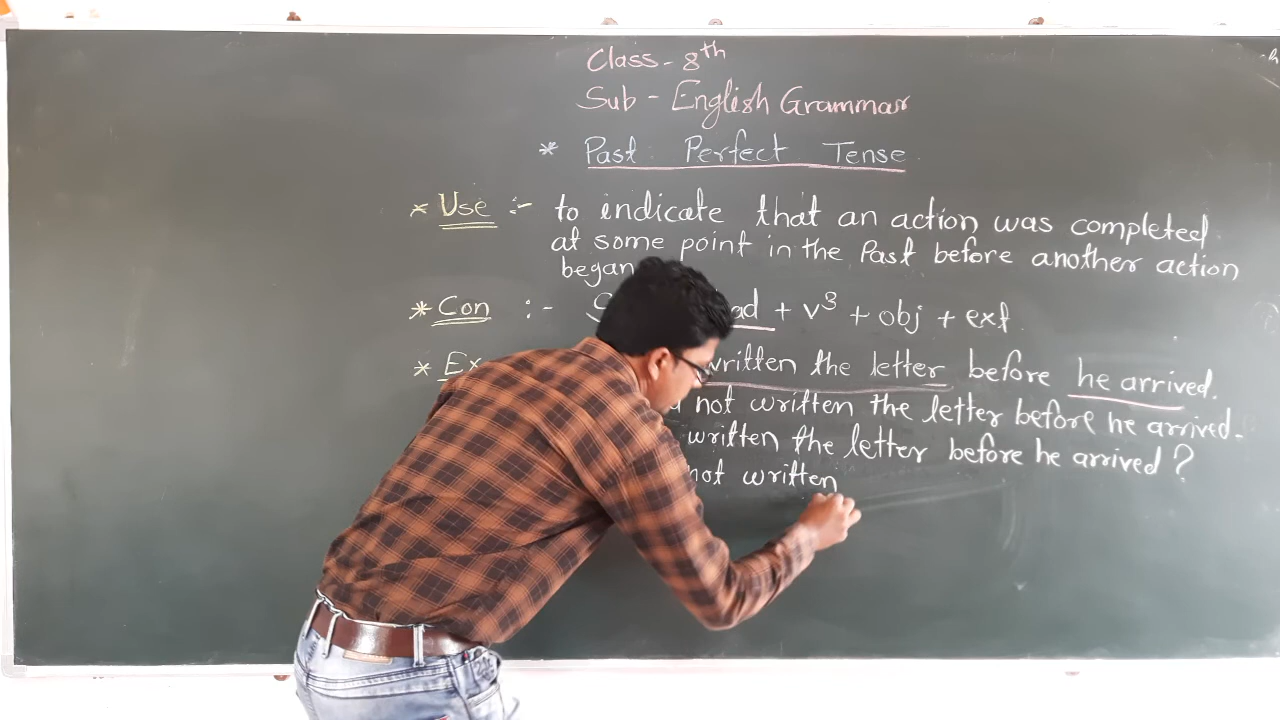 Class - 8th
Sub - English Grammar
* Past Perfect Tense
* Use :- to indicate that an action was completed
at some point in the Past before another action
began
* Con :- + v3 + obj + ext
* Ex written the letter before he arrived.
not written the letter before he arrived.
written the letter before he arrived?
not written